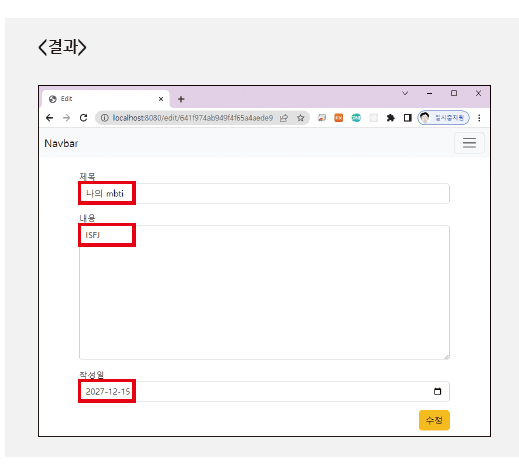 <결과>
Edit
localhost:8080/edit/641f974ab949f4f65a4aede9
일시중지됨
Navbar
제목
나의 mbti
내용
ISFJ
작성일
2027-12-15
수정